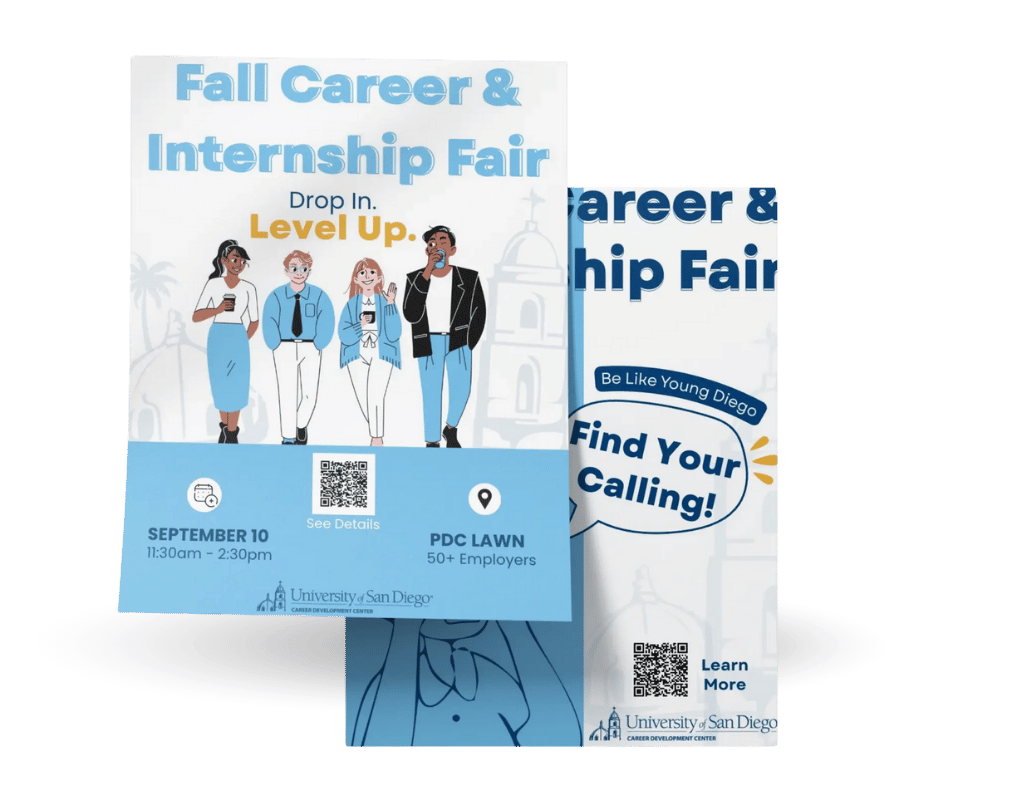 Fall Career &
Internship Fair
Drop In.
Level Up.
See Details
SEPTEMBER 10
11:30am - 2:30pm
PDC LAWN
50+ Employers
University of San Diego
CAREER DEVELOPMENT CENTER
Career &
ship Fair
Be Like Young Diego
Find Your
Calling!
Learn
More
University of San Diego
CAREER DEVELOPMENT CENTER